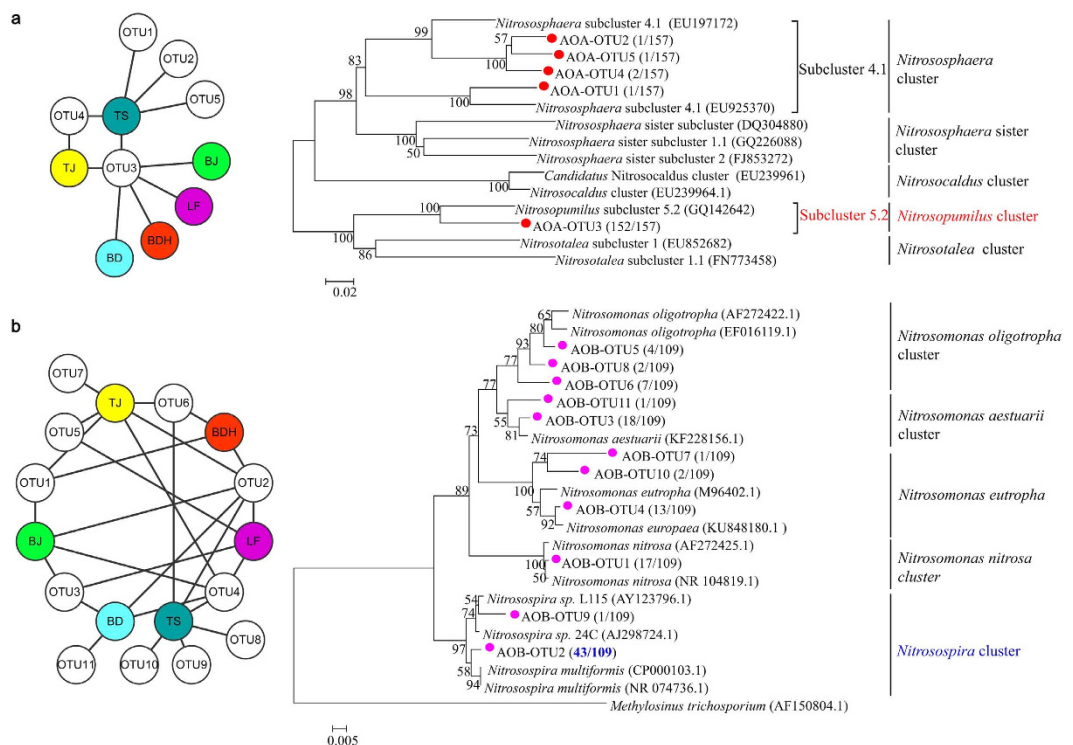 a
OTU1
OTU2
OTU5
OTU4
TS
TJ
OTU3
BJ
LF
BDH
BD
99
83
98
57
100
100
100
50
100
100
100
86
Nitrososphaera subcluster 4.1 (EU197172)
AOA-OTU2 (1/157)
AOA-OTU5 (1/157)
AOA-OTU4 (2/157)
AOA-OTU1 (1/157)
Nitrososphaera subcluster 4.1 (EU925370)
Nitrososphaera sister subcluster (DQ304880)
Nitrososphaera sister subcluster 1.1 (GQ226088)
Nitrososphaera sister subcluster 2 (FJ853272)
Candidatus Nitrosocaldus cluster (EU239961)
Nitrosocaldus cluster (EU239964.1)
Nitrosopumilus subcluster 5.2 (GQ142642)
AOA-OTU3 (152/157)
Nitrosotalea subcluster 1 (EU852682)
Nitrosotalea subcluster 1.1 (FN773458)
0.02
Subcluster 4.1
Subcluster 5.2
Nitrososphaera
cluster
Nitrososphaera sister
cluster
Nitrosocaldus cluster
Nitrosopumilus cluster
Nitrosotalea cluster
b
OTU7
TJ
OTU6
OTU5
BDH
OTU1
OTU2
BJ
LF
OTU3
OTU4
BD
TS
OTU8
OTU11
OTU10
OTU9
65
80
93
77
77
55
81
73
74
100
57
92
89
100
50
54
74
97
58
94
Nitrosomonas oligotropha (AF272422.1)
Nitrosomonas oligotropha (EF016119.1)
AOB-OTU5 (4/109)
AOB-OTU8 (2/109)
AOB-OTU6 (7/109)
AOB-OTU11 (1/109)
AOB-OTU3 (18/109)
Nitrosomonas aestuarii (KF228156.1)
AOB-OTU7 (1/109)
AOB-OTU10 (2/109)
Nitrosomonas eutropha (M96402.1)
AOB-OTU4 (13/109)
Nitrosomonas europaea (KU848180.1)
Nitrosomonas nitrosa (AF272425.1)
AOB-OTU1 (17/109)
Nitrosomonas nitrosa (NR 104819.1)
Nitrosospira sp. L115 (AY123796.1)
AOB-OTU9 (1/109)
Nitrosospira sp. 24C (AJ298724.1)
AOB-OTU2 (43/109)
Nitrosospira multiformis (CP000103.1)
Nitrosospira multiformis (NR 074736.1)
Methylosinus trichosporium (AF150804.1)
0.005
Nitrosomonas oligotropha
cluster
Nitrosomonas aestuarii
cluster
Nitrosomonas eutropha
Nitrosomonas nitrosa
cluster
Nitrosospira cluster